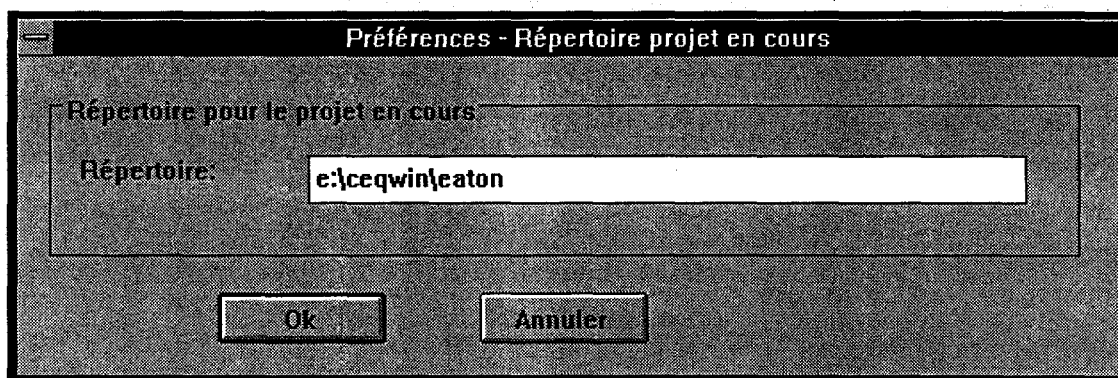 Préférences - Répertoire projet en cours
Répertoire pour le projet en cours
Répertoire: e:\ceqwin\eaton
Ok Annuler